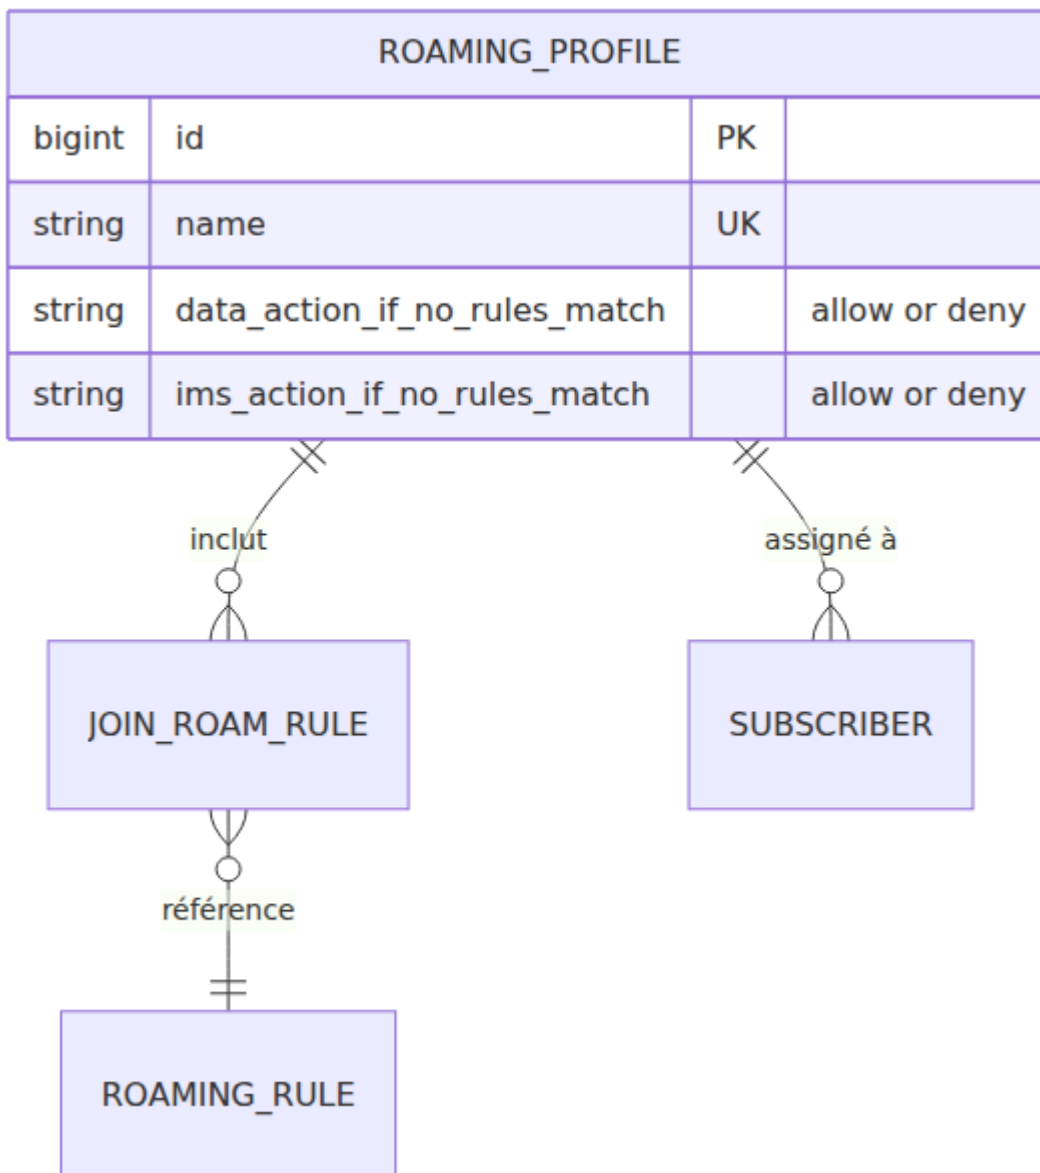 ROAMING_PROFILE
bigint id PK
string name UK
string data_action_if_no_rules_match allow or deny
string ims_action_if_no_rules_match allow or deny
inclut assigné à
JOIN_ROAM_RULE SUBSCRIBER
référence
ROAMING_RULE